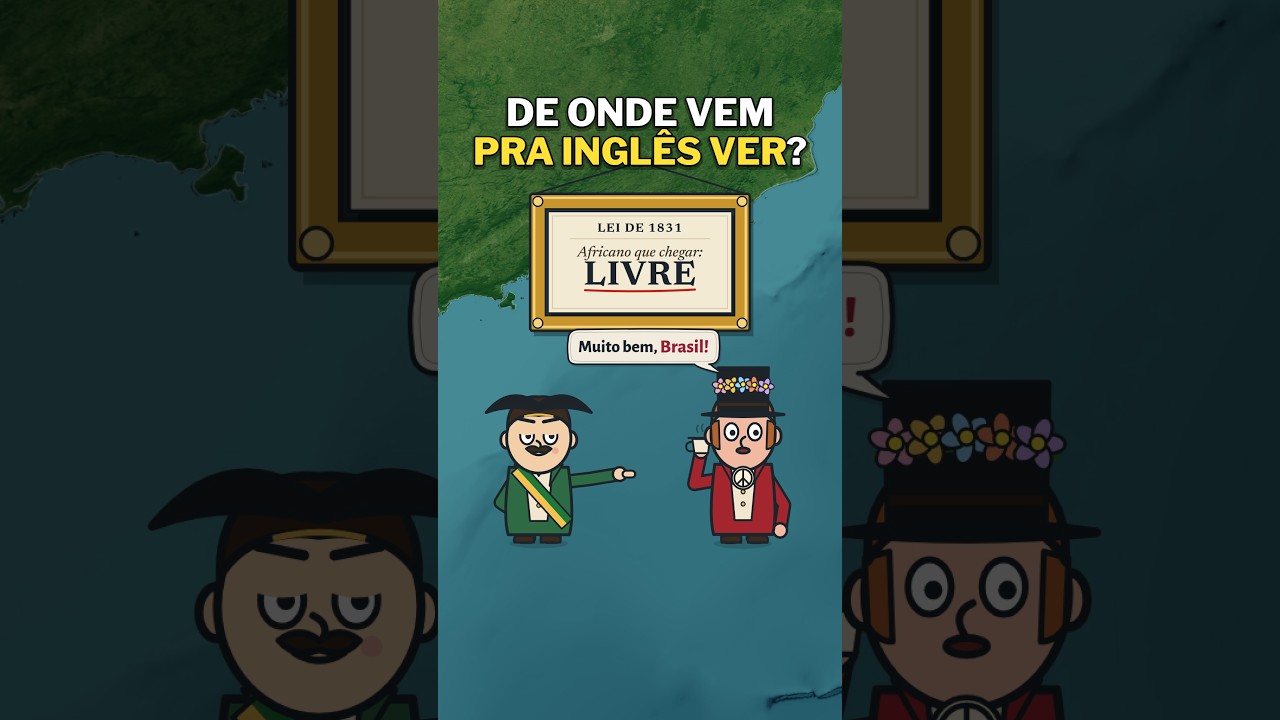 DE ONDE VEM
PRA INGLÊS VER?
LEI DE 1831
Africano que chegar:
LIVRE
Muito bem, Brasil!
!